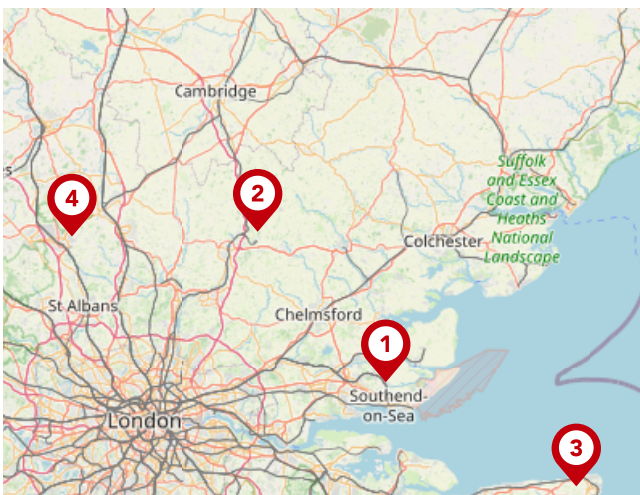 Cambridge
s
4
2
Suffolk
and Essex
Coast and
Heaths
National
Landscape
Colchester
St Albans
Chelmsford
1
Southend-
on-Sea
London
3